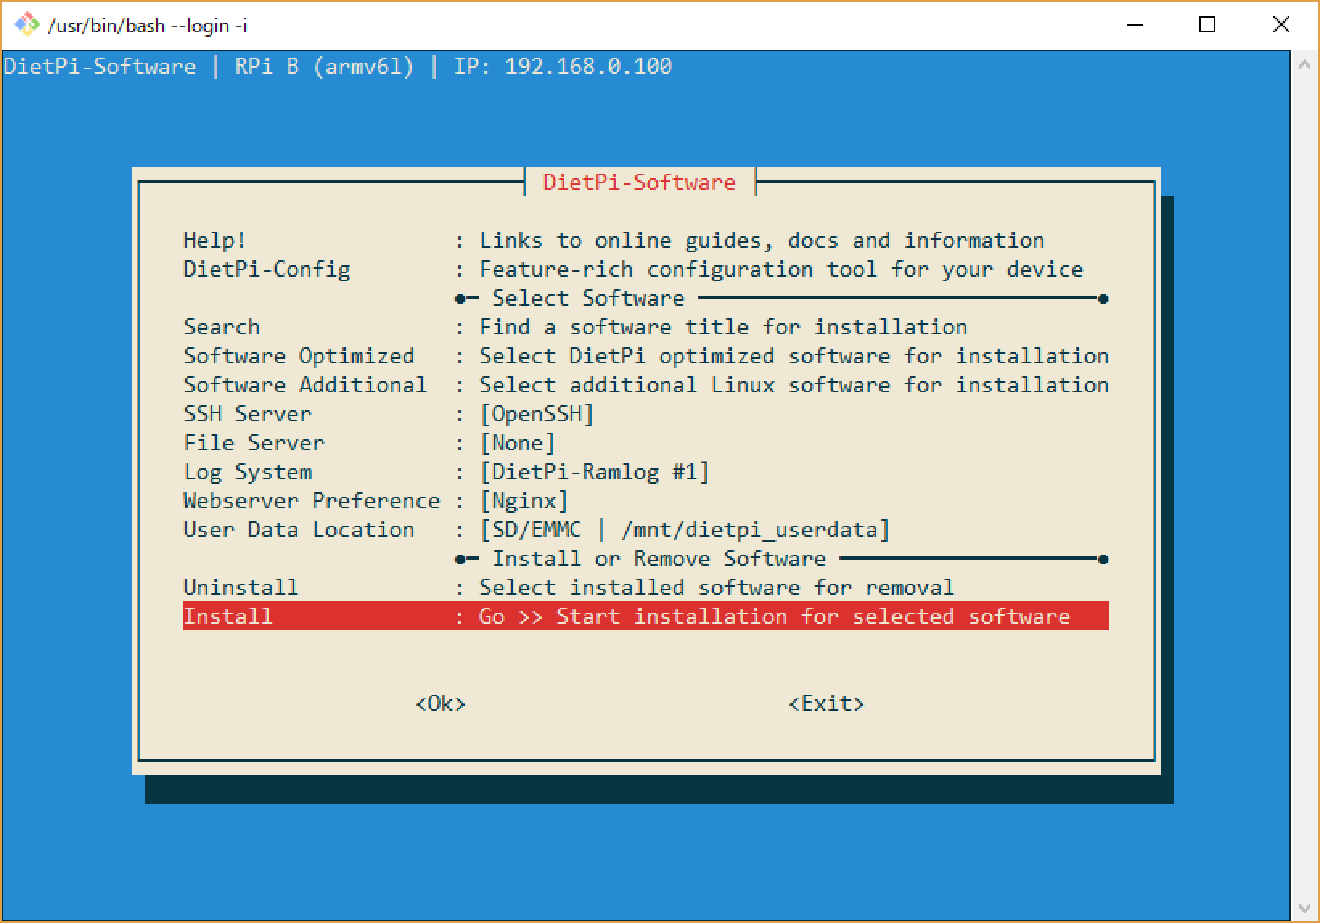 /usr/bin/bash --login -i
DietPi-Software | RPi B (armv6l) | IP: 192.168.0.100
DietPi-Software
Help! : Links to online guides, docs and information
DietPi-Config : Feature-rich configuration tool for your device
●─ Select Software ─────────────────────────────────●
Search : Find a software title for installation
Software Optimized : Select DietPi optimized software for installation
Software Additional : Select additional Linux software for installation
SSH Server : [OpenSSH]
File Server : [None]
Log System : [DietPi-Ramlog #1]
Webserver Preference : [Nginx]
User Data Location : [SD/EMMC | /mnt/dietpi_userdata]
●─ Install or Remove Software ──────────────────────●
Uninstall : Select installed software for removal
Install : Go >> Start installation for selected software
<Ok> <Exit>